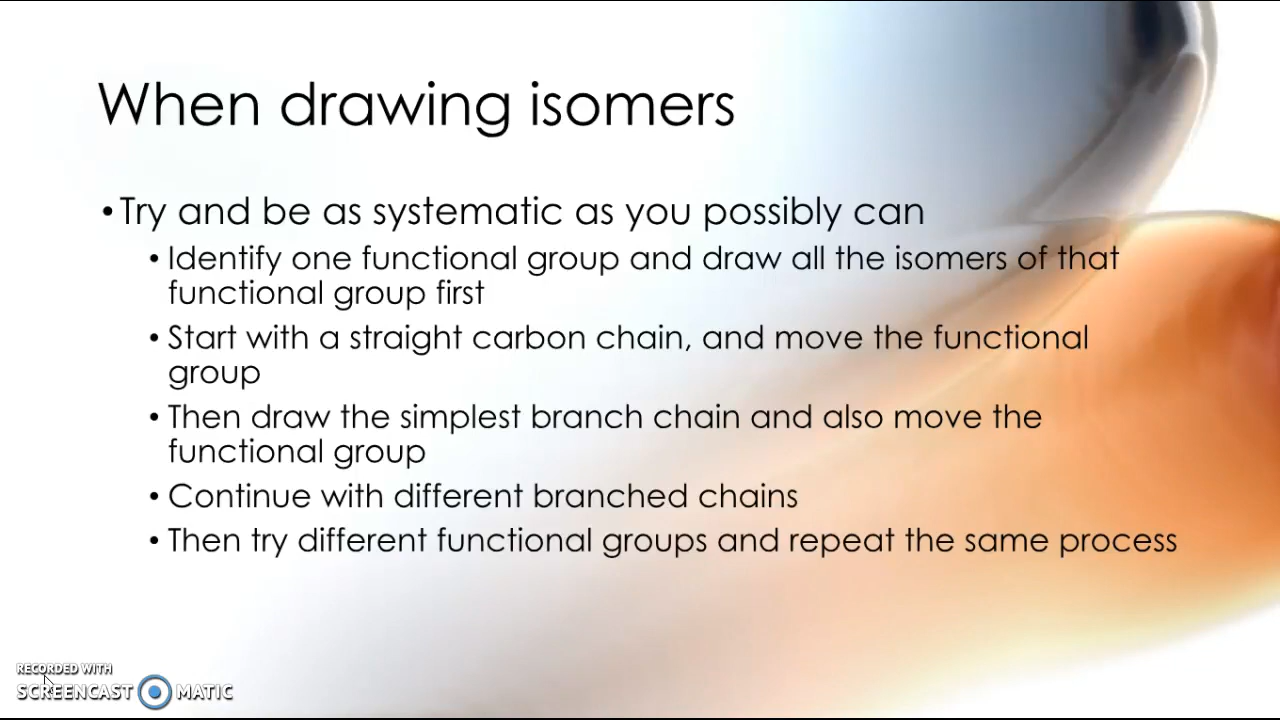 When drawing isomers
• Try and be as systematic as you possibly can
• Identify one functional group and draw all the isomers of that
functional group first
• Start with a straight carbon chain, and move the functional
group
• Then draw the simplest branch chain and also move the
functional group
• Continue with different branched chains
• Then try different functional groups and repeat the same process
RECORDED WITH
SCREENCAST MATIC